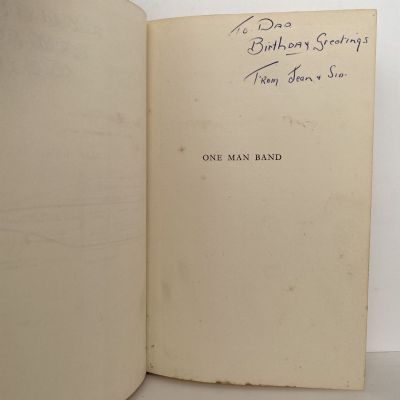 To Dad
Birthday Greetings
From Jean & Sid.
ONE MAN BAND